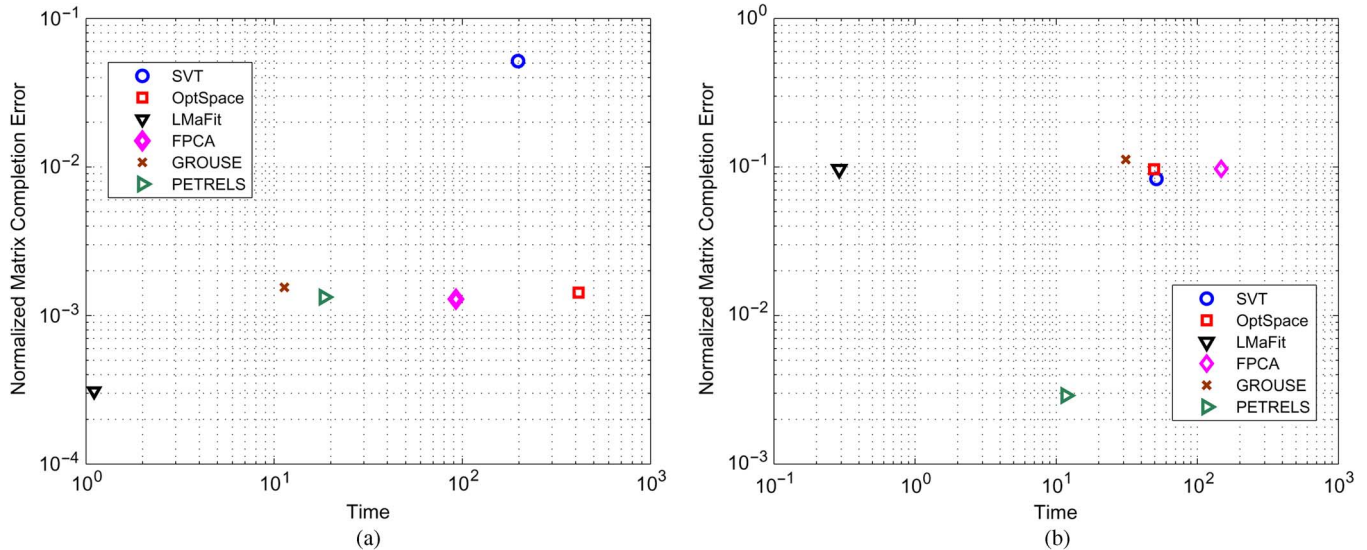 10^-1
10^-2
10^-3
10^-4
Normalized Matrix Completion Error
SVT
OptSpace
LMaFit
FPCA
GROUSE
PETRELS
10^0
10^1
10^2
10^3
Time
(a)
10^0
10^-1
10^-2
10^-3
Normalized Matrix Completion Error
SVT
OptSpace
LMaFit
FPCA
GROUSE
PETRELS
10^-1
10^0
10^1
10^2
10^3
Time
(b)